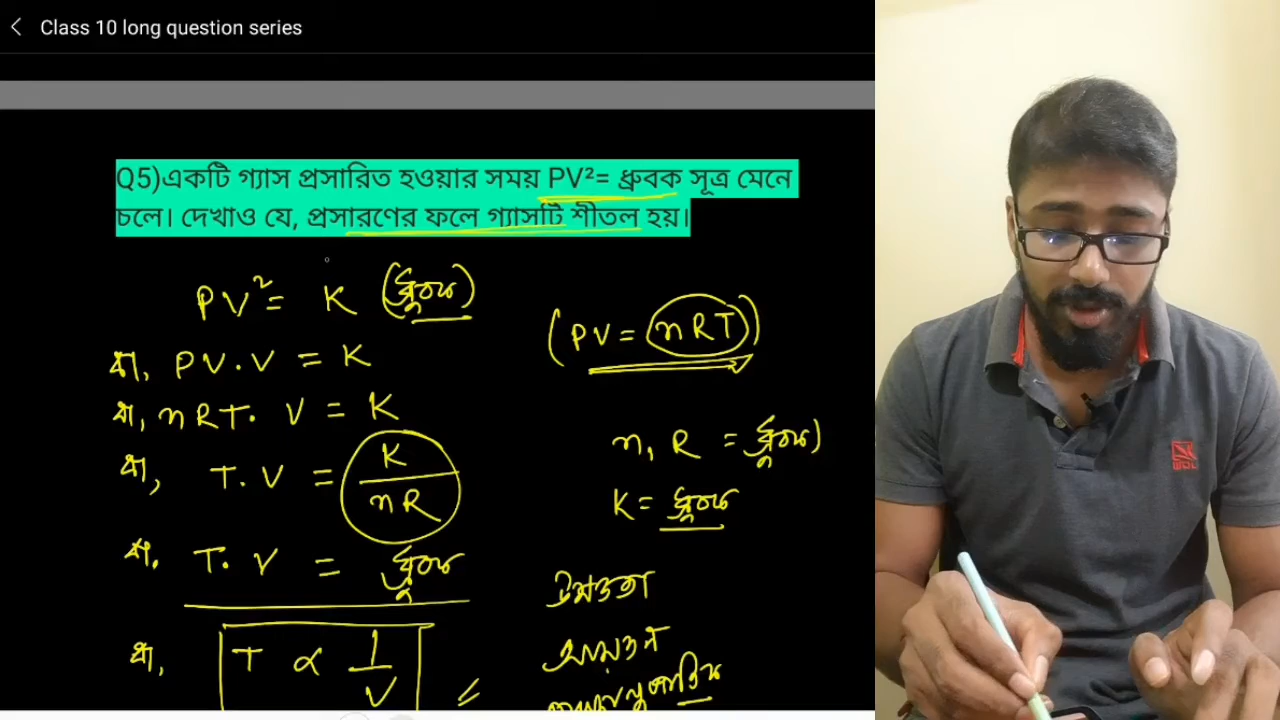 Class 10 long question series
Q5)একটি গ্যাস প্রসারিত হওয়ার সময় PV²= ধ্রুবক সূত্র মেনে
চলে। দেখাও যে, প্রসারণের ফলে গ্যাসটি শীতল হয়।
PV² = K (ধ্রুবক)
(PV = nRT)
বা, PV.V = K
বা, nRT. V = K
n, R = ধ্রুবক)
বা, T.V = K/nR
K = ধ্রুবক
বা, T. V = ধ্রুবক
উষ্ণতা
বা, T ∝ 1/V
আয়তন
WOL